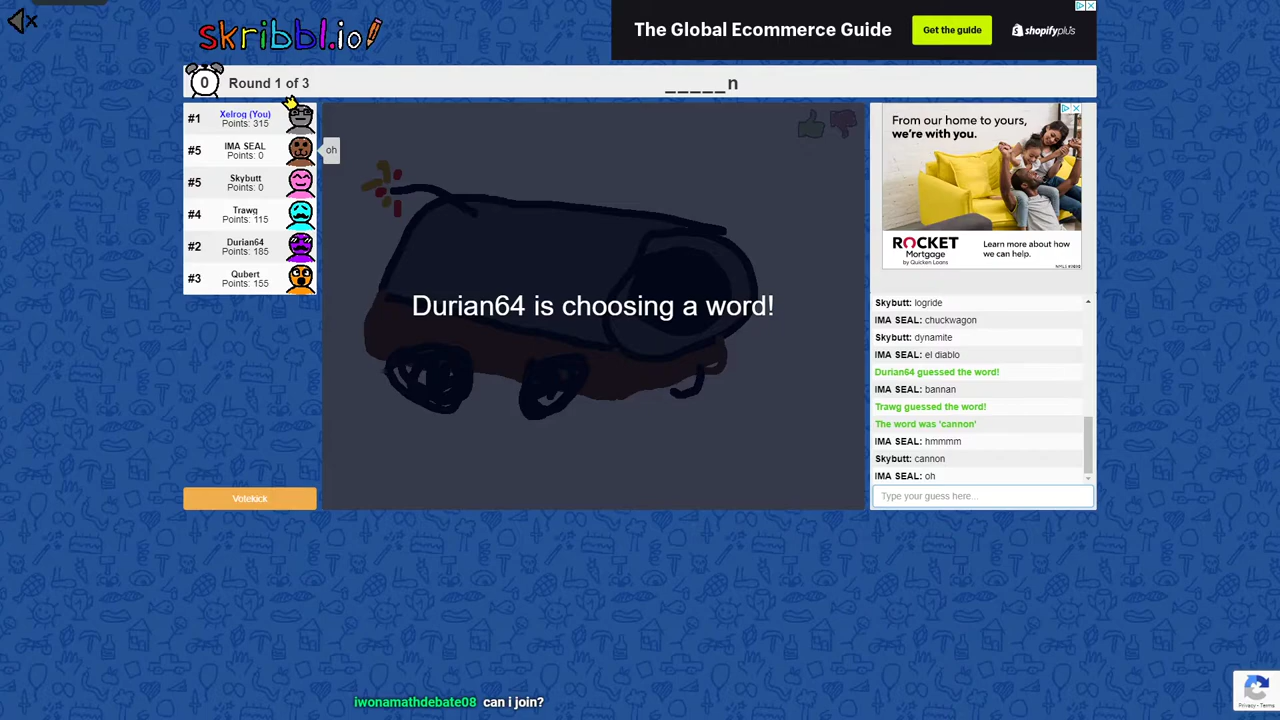 The Global Ecommerce Guide
Get the guide
shopifyplus
skribbl.io
0
Round 1 of 3
_____n
#1
Xelrog (You)
Points: 315
#5
IMA SEAL
Points: 0
oh
#5
Skybutt
Points: 0
#4
Trawg
Points: 115
#2
Durian64
Points: 185
#3
Qubert
Points: 155
Votekick
Durian64 is choosing a word!
From our home to yours,
we're with you.
ROCKET
Mortgage
by Quicken Loans
Learn more about how
we can help.
Skybutt: logride
IMA SEAL: chuckwagon
Skybutt: dynamite
IMA SEAL: el diablo
Durian64 guessed the word!
IMA SEAL: bannan
Trawg guessed the word!
The word was 'cannon'
IMA SEAL: hmmmm
Skybutt: cannon
IMA SEAL: oh
Type your guess here...
iwonamathdebate08 can i join?
Privacy - Terms